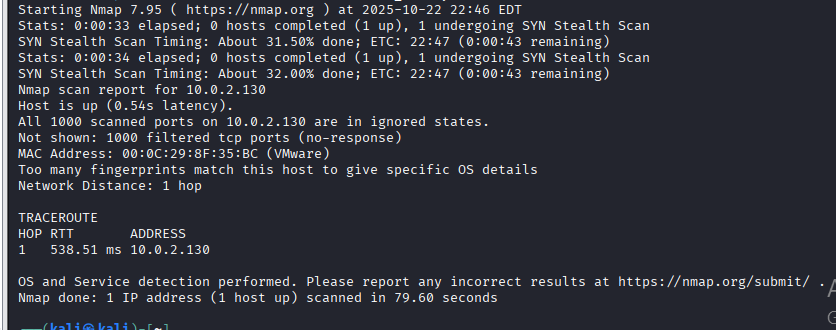 Starting Nmap 7.95 ( https://nmap.org ) at 2025-10-22 22:46 EDT
Stats: 0:00:33 elapsed; 0 hosts completed (1 up), 1 undergoing SYN Stealth Scan
SYN Stealth Scan Timing: About 31.50% done; ETC: 22:47 (0:00:43 remaining)
Stats: 0:00:34 elapsed; 0 hosts completed (1 up), 1 undergoing SYN Stealth Scan
SYN Stealth Scan Timing: About 32.00% done; ETC: 22:47 (0:00:43 remaining)
Nmap scan report for 10.0.2.130
Host is up (0.54s latency).
All 1000 scanned ports on 10.0.2.130 are in ignored states.
Not shown: 1000 filtered tcp ports (no-response)
MAC Address: 00:0C:29:8F:35:BC (VMware)
Too many fingerprints match this host to give specific OS details
Network Distance: 1 hop
TRACEROUTE
HOP RTT       ADDRESS
1   538.51 ms 10.0.2.130
OS and Service detection performed. Please report any incorrect results at https://nmap.org/submit/ .
Nmap done: 1 IP address (1 host up) scanned in 79.60 seconds
(kali㉿kali)-[~]